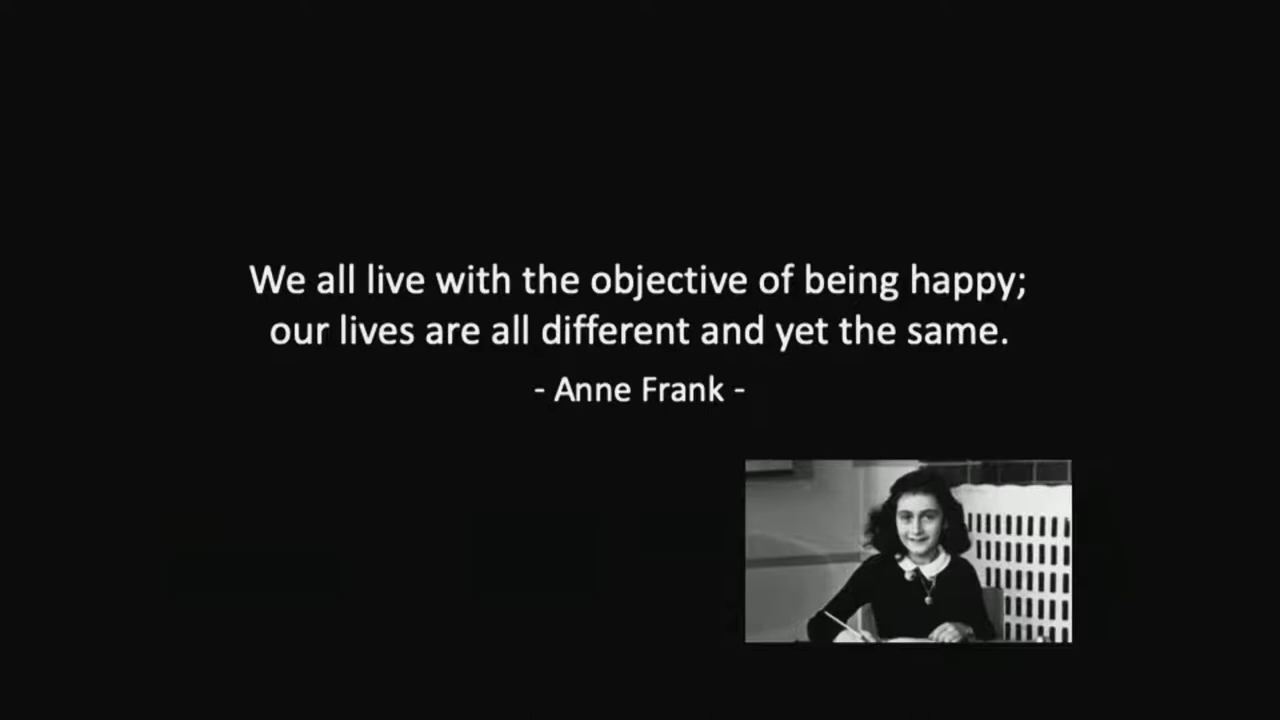 We all live with the objective of being happy;
our lives are all different and yet the same.
- Anne Frank -